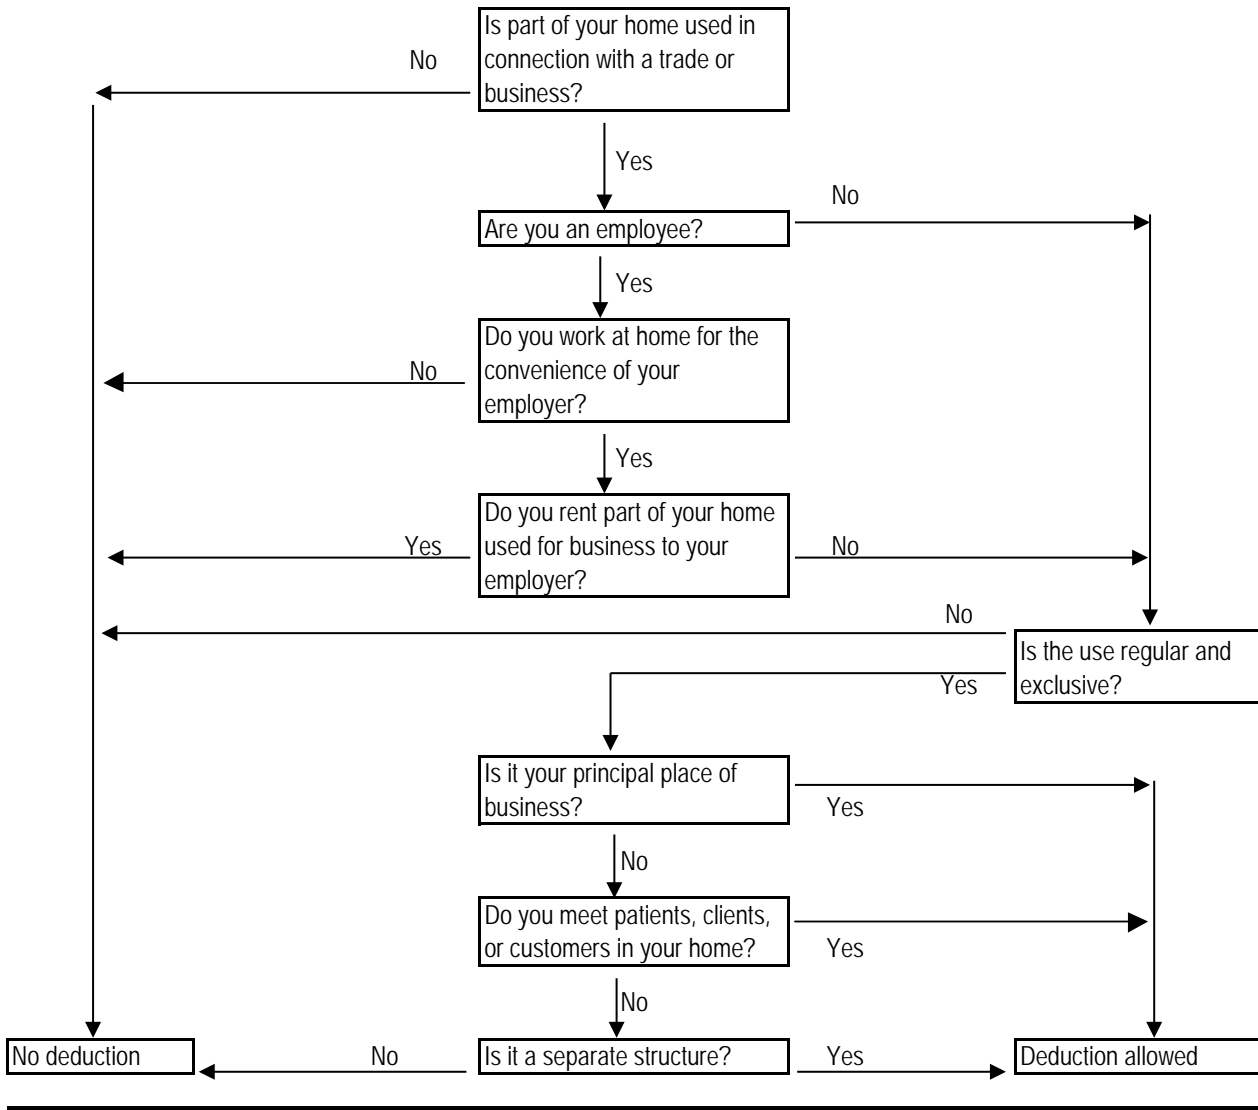 Is part of your home used in
connection with a trade or
business?
No
Yes
No
Are you an employee?
Yes
Do you work at home for the
convenience of your
employer?
No
Yes
Do you rent part of your home
used for business to your
employer?
Yes
No
No
Is the use regular and
exclusive?
Yes
Is it your principal place of
business?
Yes
No
Do you meet patients, clients,
or customers in your home?
Yes
No
No deduction
No
Is it a separate structure?
Yes
Deduction allowed